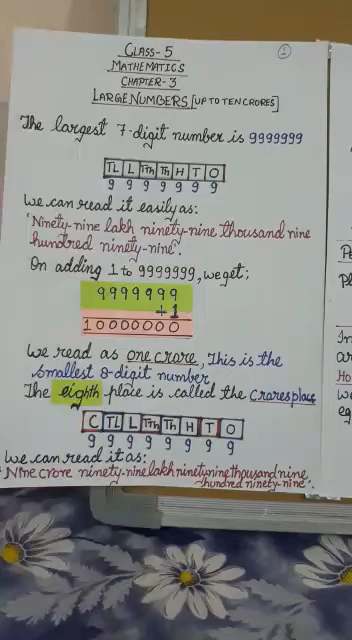 CLASS-5
①
MATHEMATICS
CHAPTER-3
LARGE NUMBERS [UP TO TEN CRORES]
The largest 7-digit number is 9999999
TL L Tth Th H T O
9 9 9 9 9 9 9
We can read it easily as:
"Ninety-nine lakh ninety-nine thousand nine
hundred ninety-nine".
On adding 1 to 9999999, we get;
9999999
+1
10000000
We read as one crore, This is the
smallest 8-digit number
The eighth place is called the crores place
C TL L Tth Th H T O
9 9 9 9 9 9 9 9
We can read it as:
"Nine crore ninety-nine lakh ninety nine thousand nine
hundred ninety-nine".